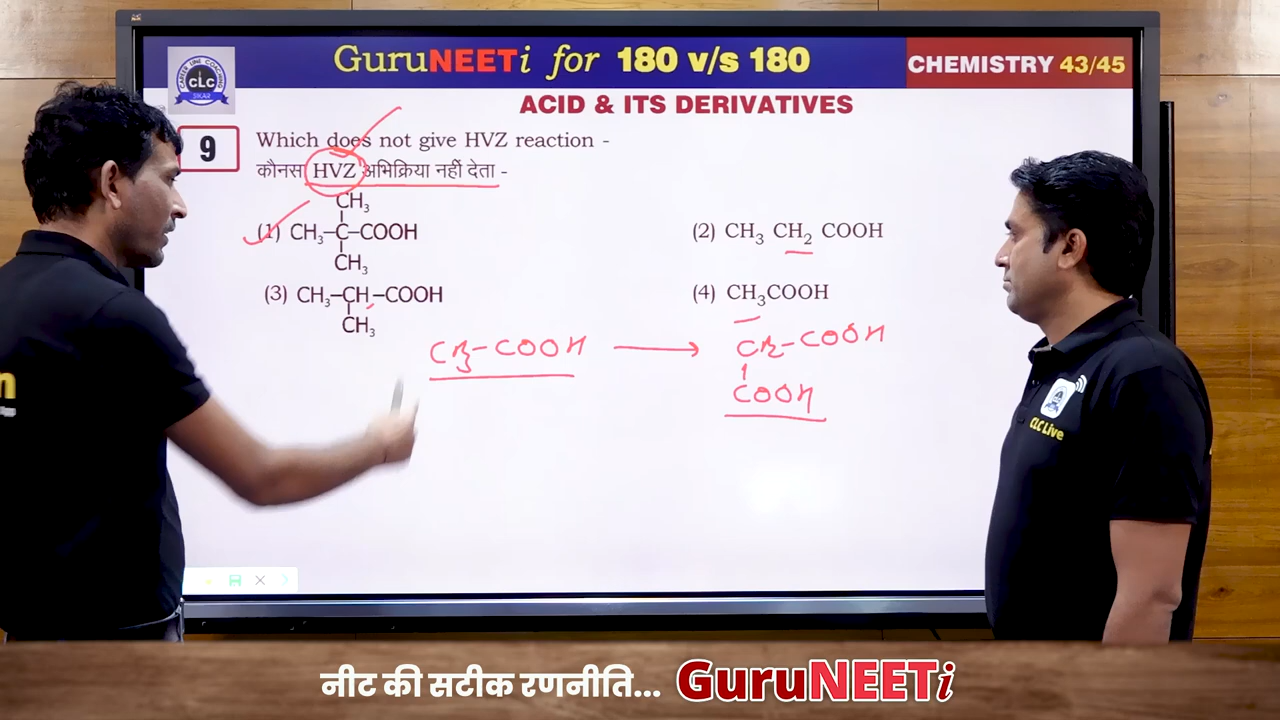 GuruNEETi for 180 v/s 180
CHEMISTRY 43/45
CLC
SIKAR
ACID & ITS DERIVATIVES
9
Which does not give HVZ reaction -
कौनस HVZ अभिक्रिया नहीं देता -
CH₃
(1) CH₃–C–COOH
CH₃
(2) CH₃ CH₂ COOH
(3) CH₃–CH–COOH
CH₃
(4) CH₃COOH
CH₃–COOH → CH₂–COOH
COOH
CLC Live
नीट की सटीक रणनीति... GuruNEETi